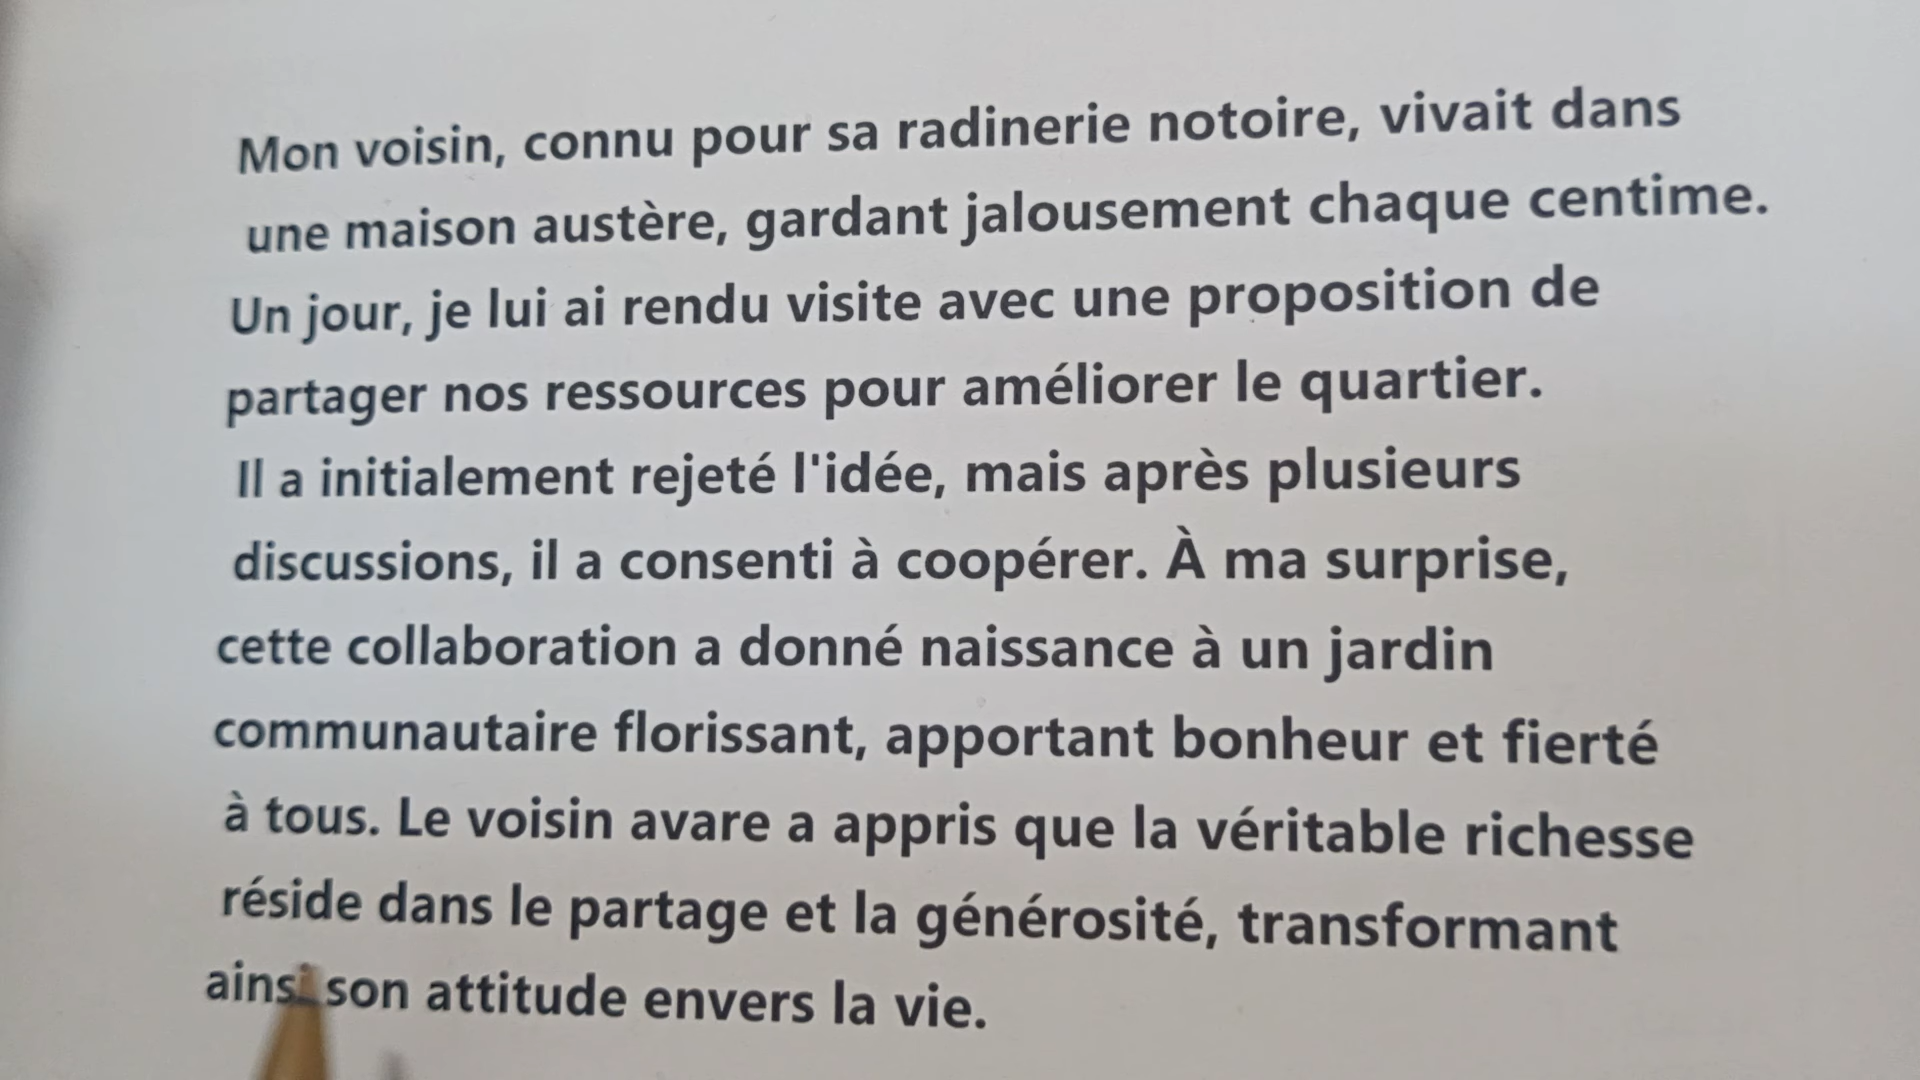 Mon voisin, connu pour sa radinerie notoire, vivait dans
une maison austère, gardant jalousement chaque centime.
Un jour, je lui ai rendu visite avec une proposition de
partager nos ressources pour améliorer le quartier.
Il a initialement rejeté l'idée, mais après plusieurs
discussions, il a consenti à coopérer. À ma surprise,
cette collaboration a donné naissance à un jardin
communautaire florissant, apportant bonheur et fierté
à tous. Le voisin avare a appris que la véritable richesse
réside dans le partage et la générosité, transformant
ainsi son attitude envers la vie.